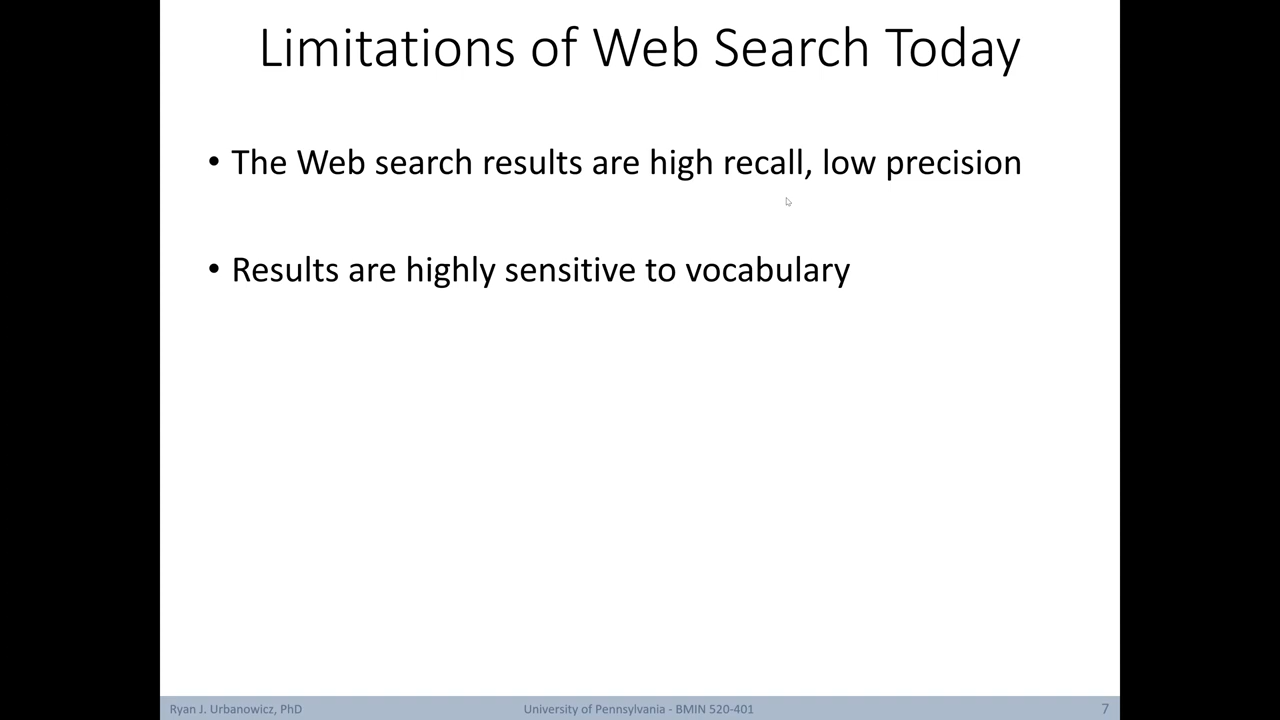 Limitations of Web Search Today
• The Web search results are high recall, low precision
• Results are highly sensitive to vocabulary
Ryan J. Urbanowicz, PhD
University of Pennsylvania - BMIN 520-401
7